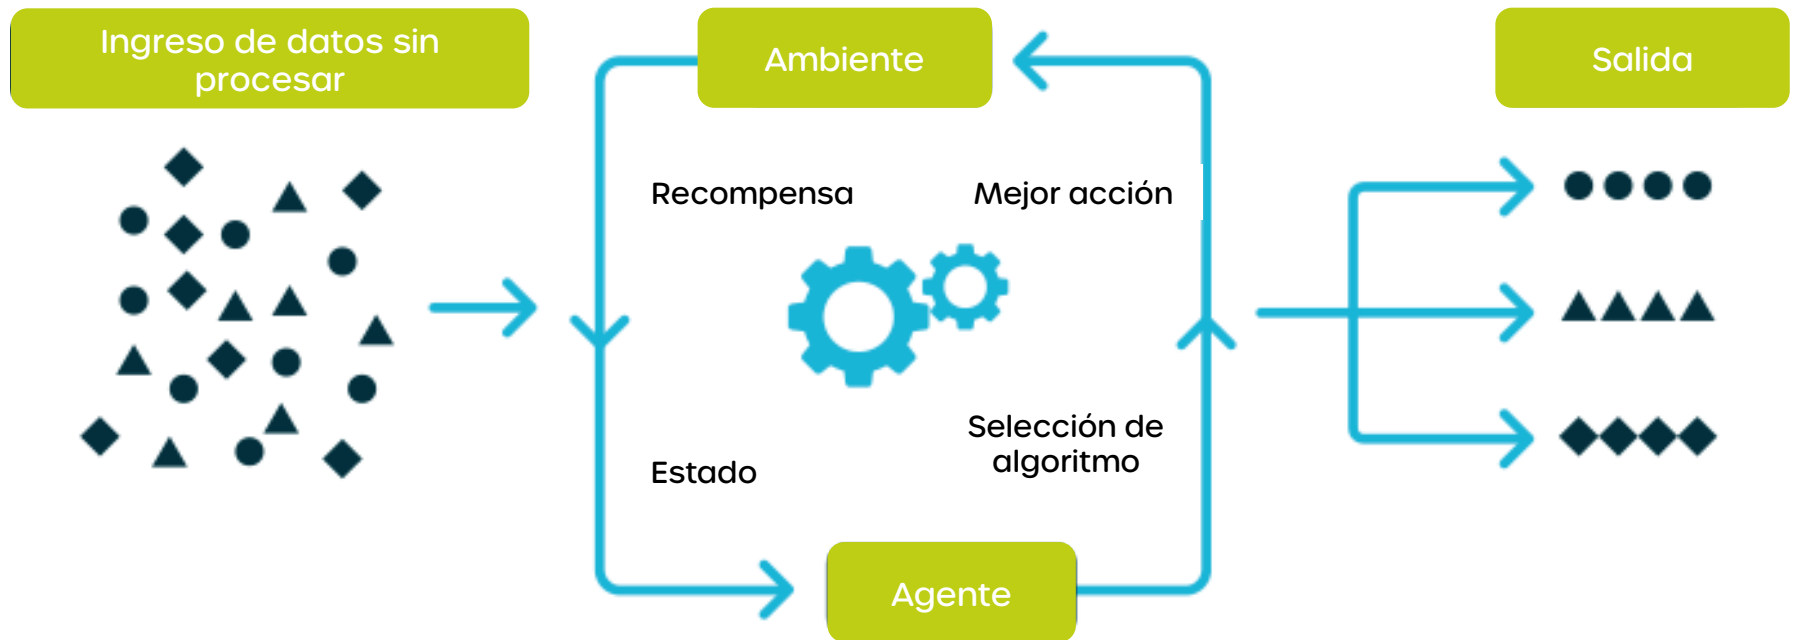 Ingreso de datos sin
procesar
Ambiente
Salida
Recompensa
Mejor acción
Selección de
algoritmo
Estado
Agente